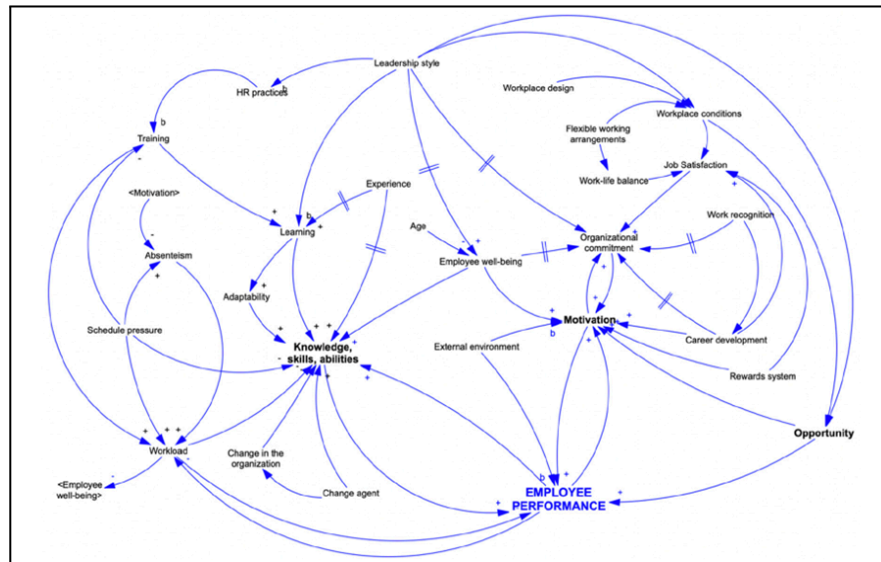 Leadership style
HR practices
b
Workplace design
Workplace conditions
b
Training
-
Flexible working
arrangements
Job Satisfaction
<Motivation>
Experience
Work-life balance
+
+
b
Learning
+
Age
Work recognition
Organizational
commitment
+
-
Absenteeism
+
-
+
Employee well-being
Adaptability
+
+
+
Schedule pressure
+
+
+
+
+
Motivation
+
+
b
External environment
Career development
Knowledge,
skills, abilities
+
+
-
-
+
+
+
Rewards system
Opportunity
+
+
+
-
Workload
Change in the
organization
-
<Employee
well-being>
Change agent
b
+
EMPLOYEE
PERFORMANCE
+
+
+
-